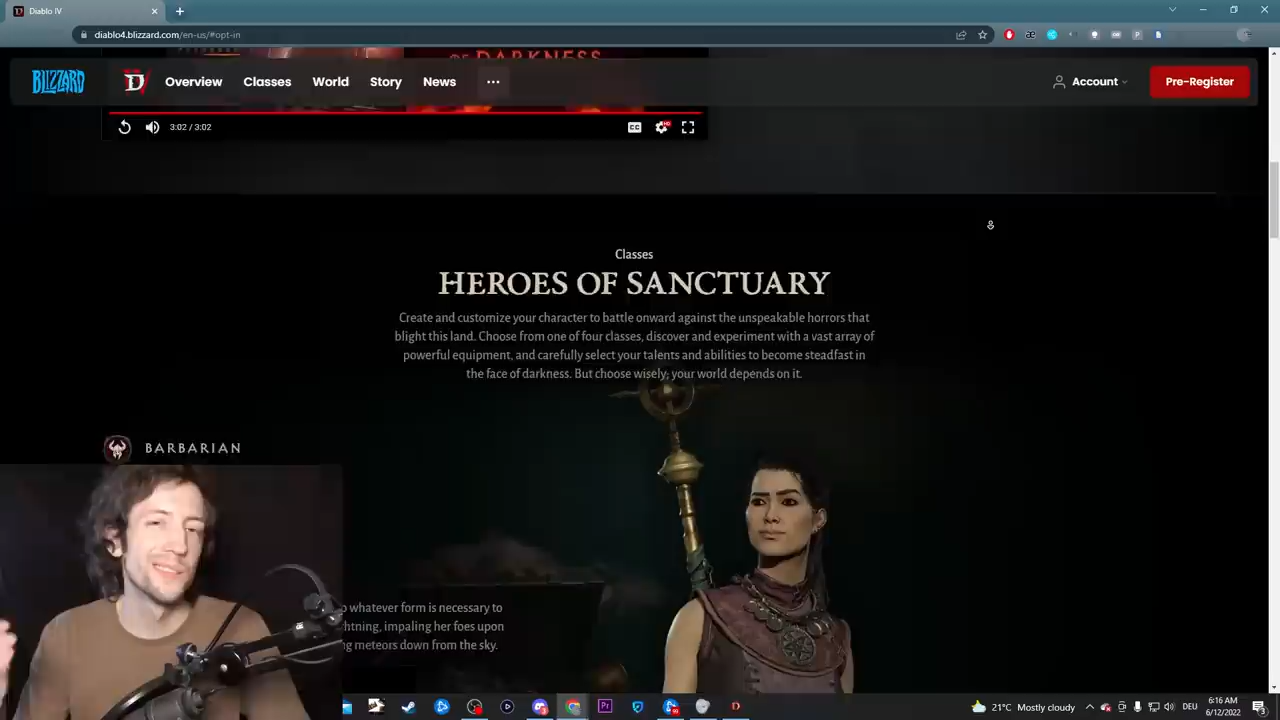 Diablo IV
diablo4.blizzard.com/en-us/#opt-in
OF DARKNESS
BLIZZARD
Overview
Classes
World
Story
News
Account
Pre-Register
3:02 / 3:02
CC
HD
Classes
HEROES OF SANCTUARY
Create and customize your character to battle onward against the unspeakable horrors that
blight this land. Choose from one of four classes, discover and experiment with a vast array of
powerful equipment, and carefully select your talents and abilities to become steadfast in
the face of darkness. But choose wisely; your world depends on it.
BARBARIAN
whatever form is necessary to
impaling her foes upon
meteors down from the sky.
21°C Mostly cloudy
DEU
6:16 AM
6/12/2022